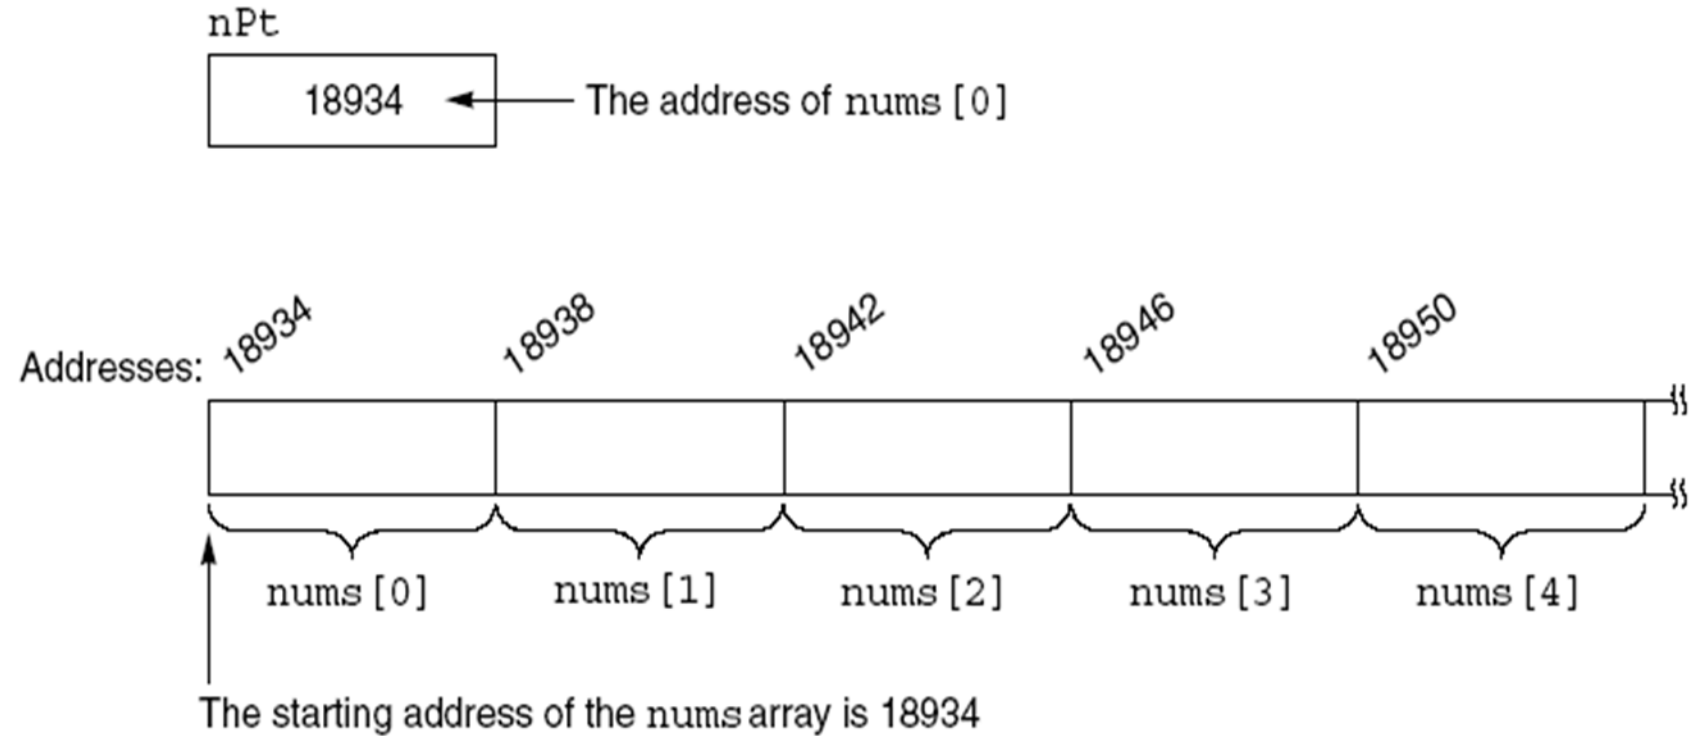 nPt
18934
The address of nums[0]
18934 18938 18942 18946 18950
Addresses:
nums[0] nums[1] nums[2] nums[3] nums[4]
The starting address of the nums array is 18934